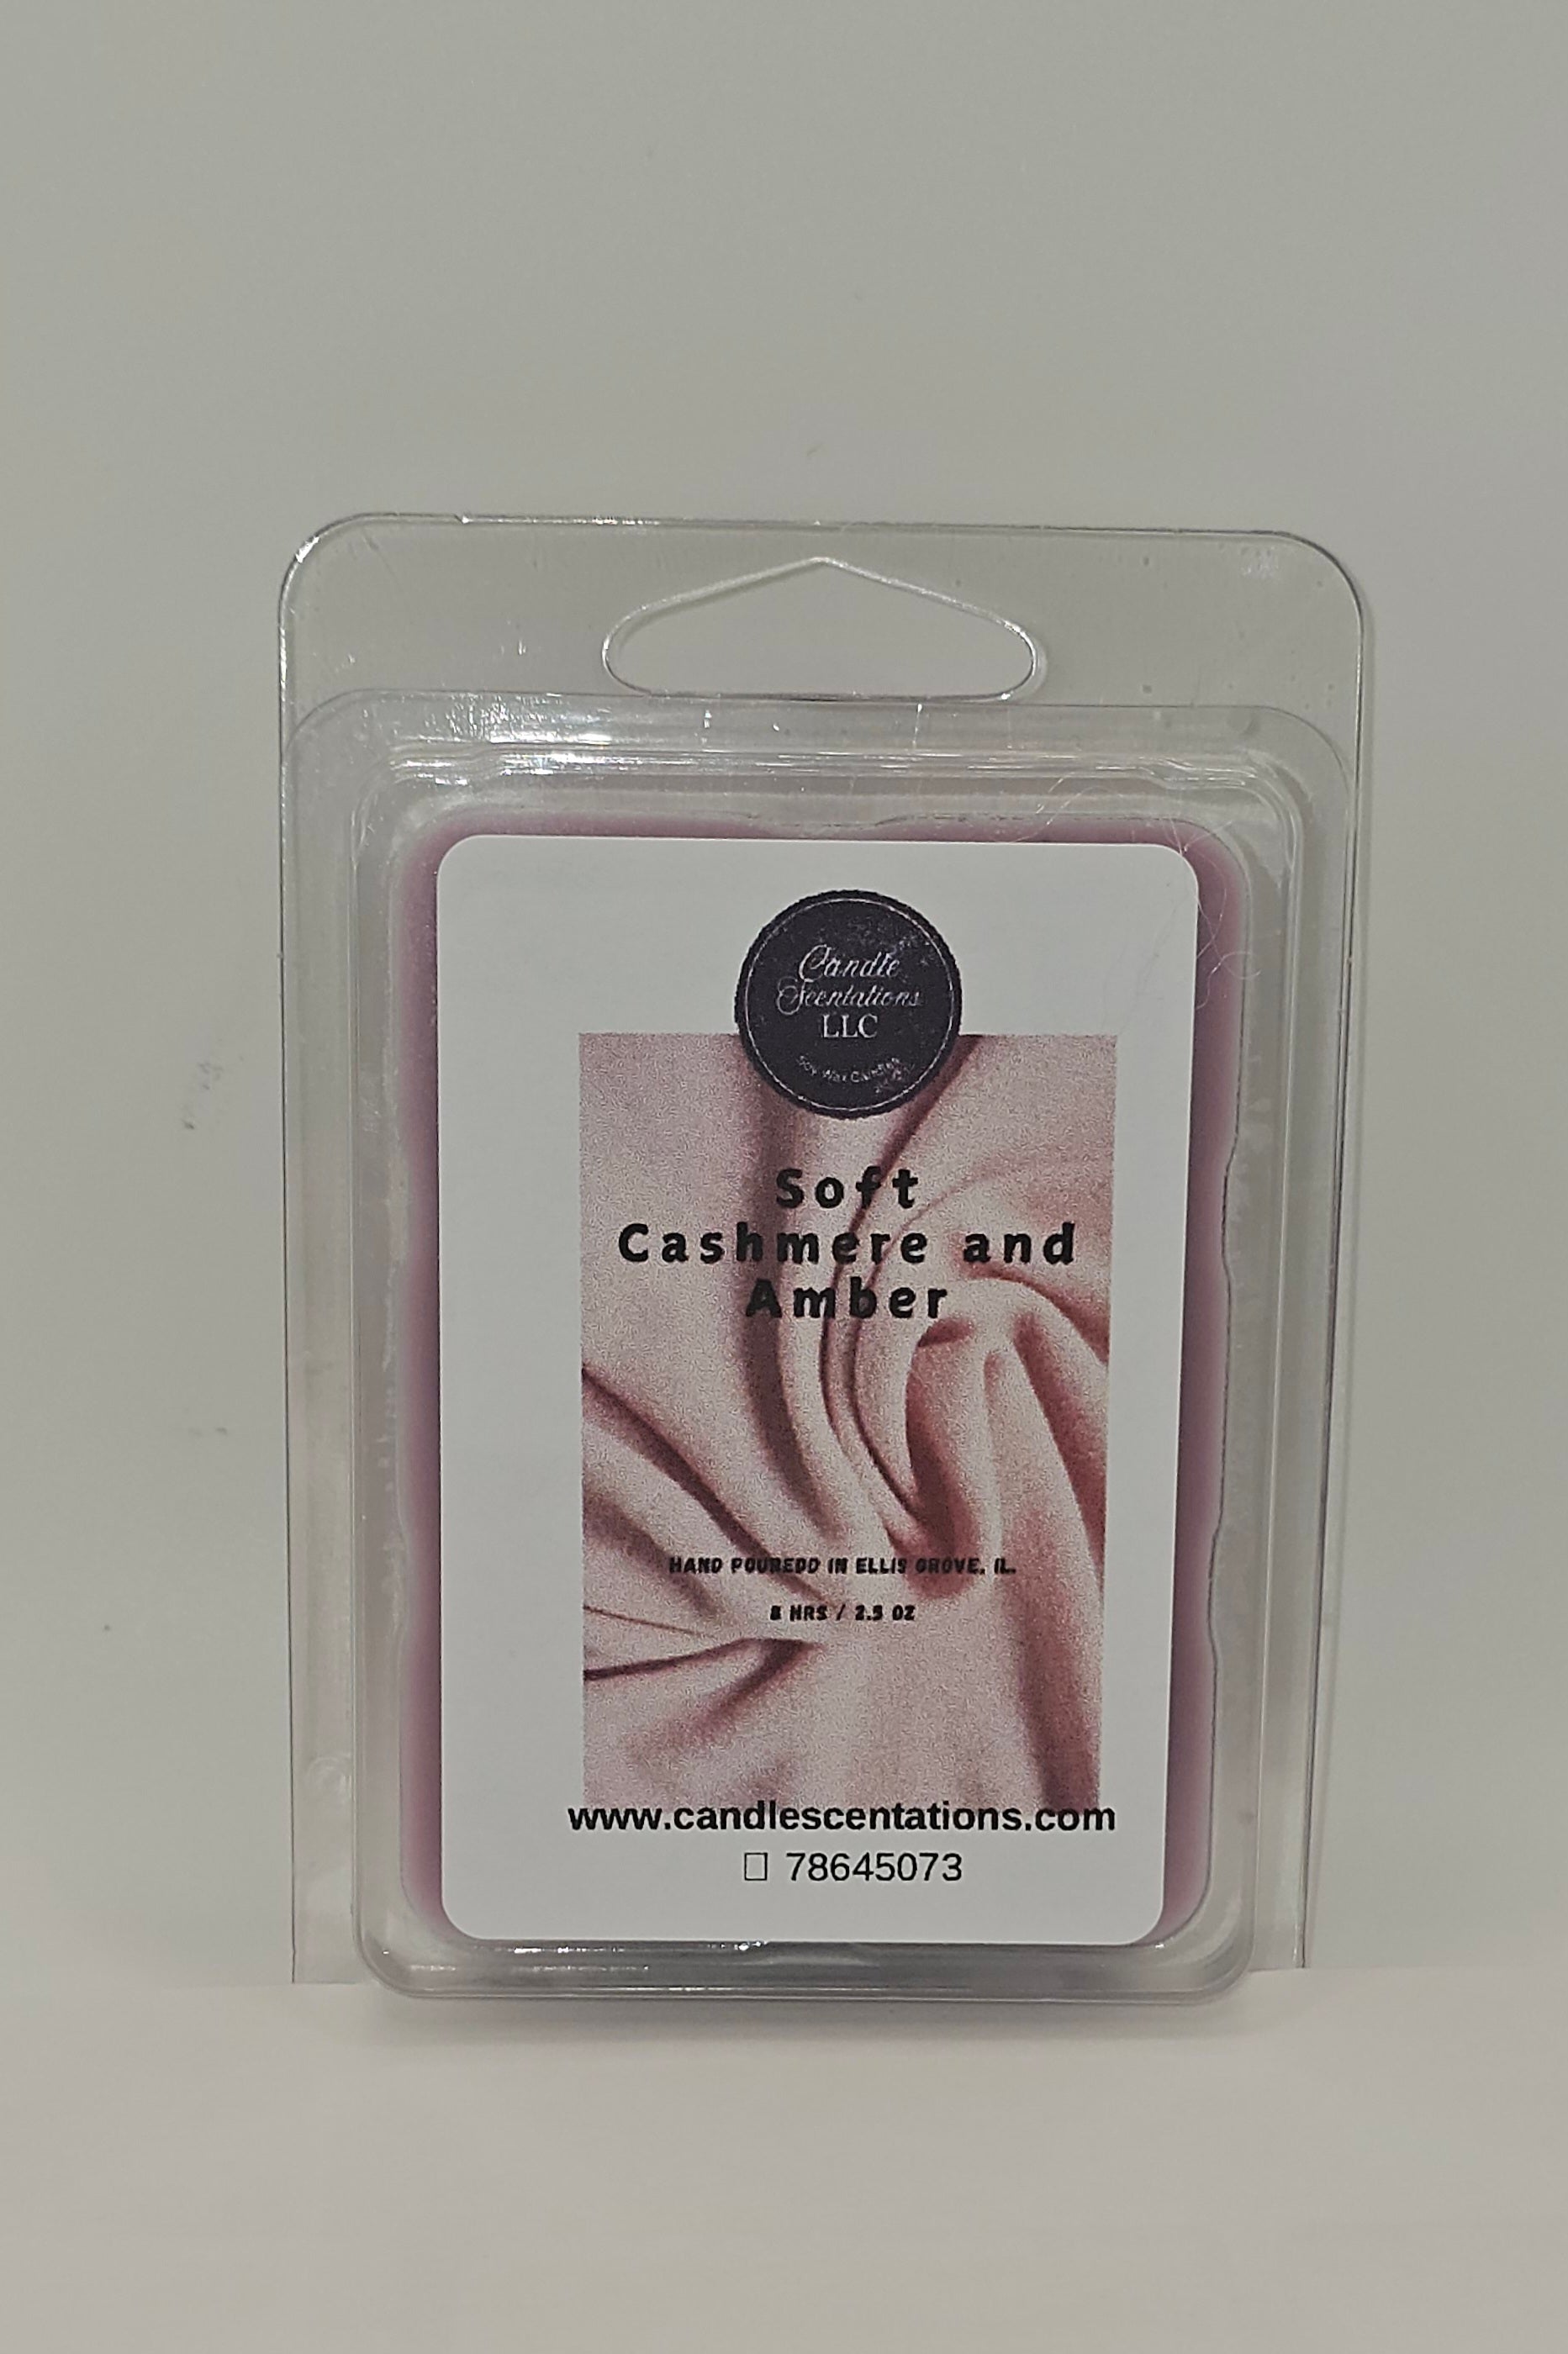 Candle
Scentations
LLC
Soy Wax Candles
Soft
Cashmere and
Amber
HAND POUREDD IN ELLIS GROVE, IL.
8 HRS / 2.5 OZ
www.candlescentations.com
78645073